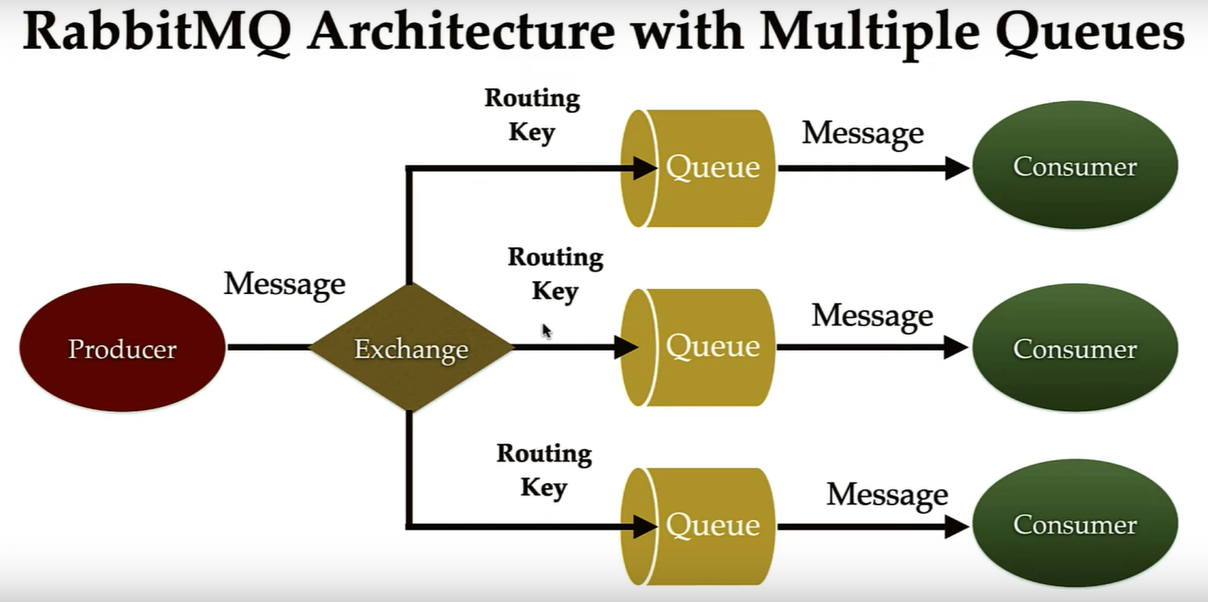 RabbitMQ Architecture with Multiple Queues
Routing
Key
Queue
Message
Consumer
Producer
Message
Exchange
Routing
Key
Queue
Message
Consumer
Routing
Key
Queue
Message
Consumer